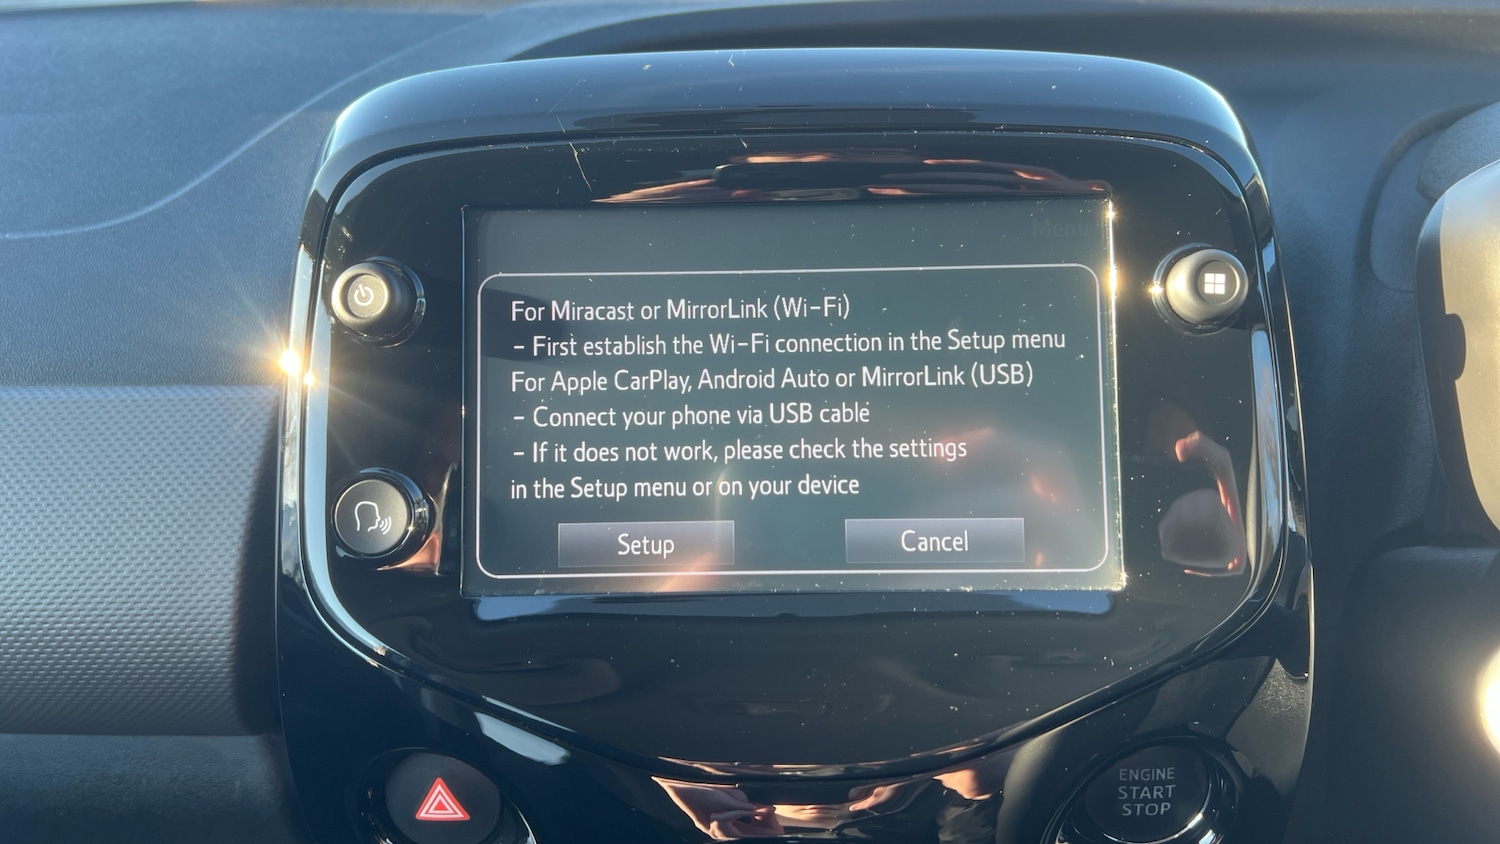 Menu
For Miracast or MirrorLink (Wi-Fi)
- First establish the Wi-Fi connection in the Setup menu
For Apple CarPlay, Android Auto or MirrorLink (USB)
- Connect your phone via USB cable
- If it does not work, please check the settings
in the Setup menu or on your device
Setup
Cancel
ENGINE
START
STOP